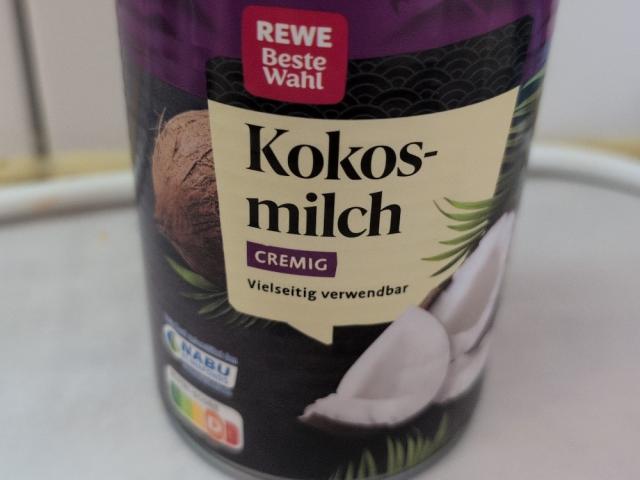 REWE
Beste
Wahl
Kokos-
milch
CREMIG
Vielseitig verwendbar
NABU
D